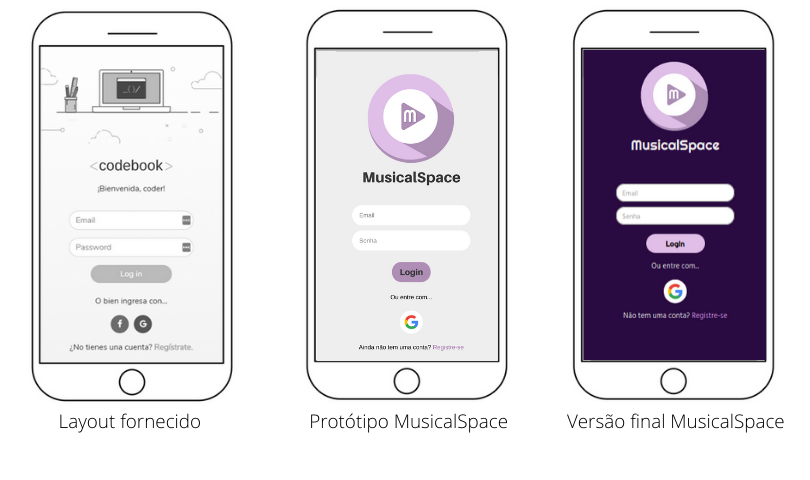 <codebook>
¡Bienvenida, coder!
Email
Password
Log in
O bien ingresa con...
f G
¿No tienes una cuenta? Regístrate.
Layout fornecido
m
MusicalSpace
Email
Senha
Login
Ou entre com...
G
Ainda não tem uma conta? Registre-se
Protótipo MusicalSpace
m
MusicalSpace
Email
Senha
Login
Ou entre com...
G
Não tem uma conta? Registre-se
Versão final MusicalSpace